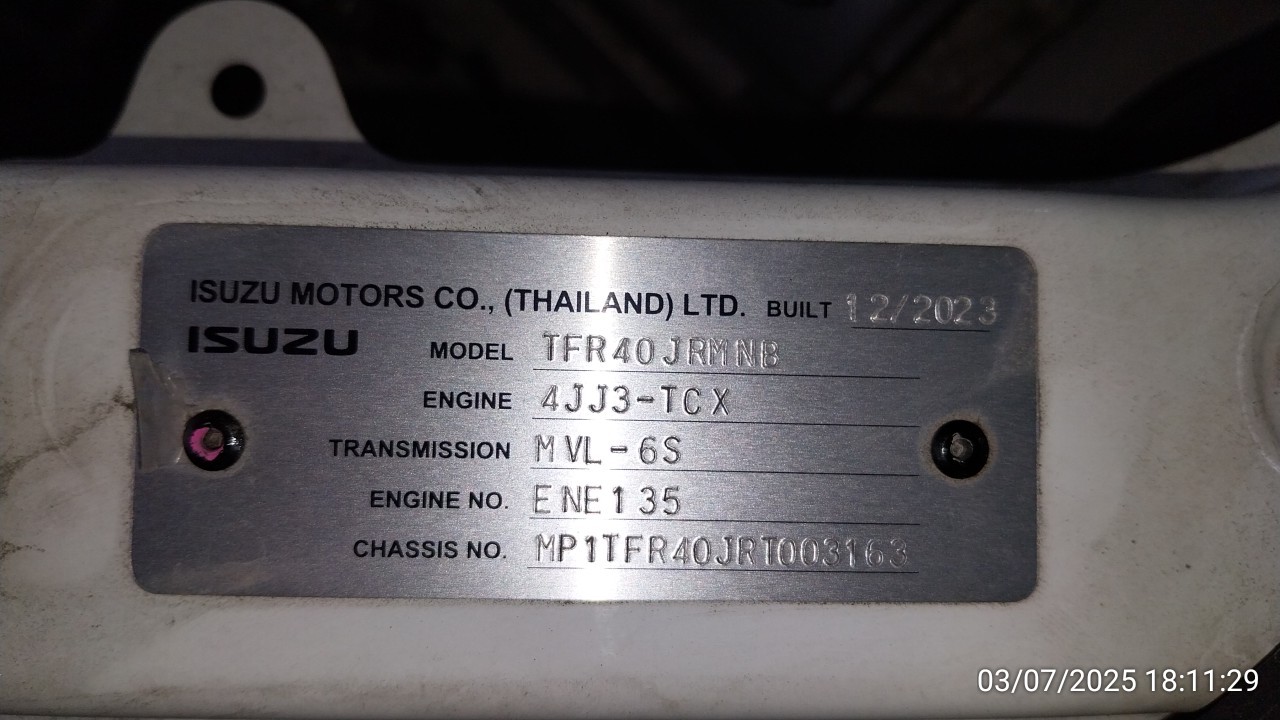 ISUZU MOTORS CO., (THAILAND) LTD. BUILT 12/2023
ISUZU MODEL TFR40JRMNB
ENGINE 4JJ3-TCX
TRANSMISSION MVL-6S
ENGINE NO. ENE135
CHASSIS NO. MP1TFR40JRT003163
03/07/2025 18:11:29